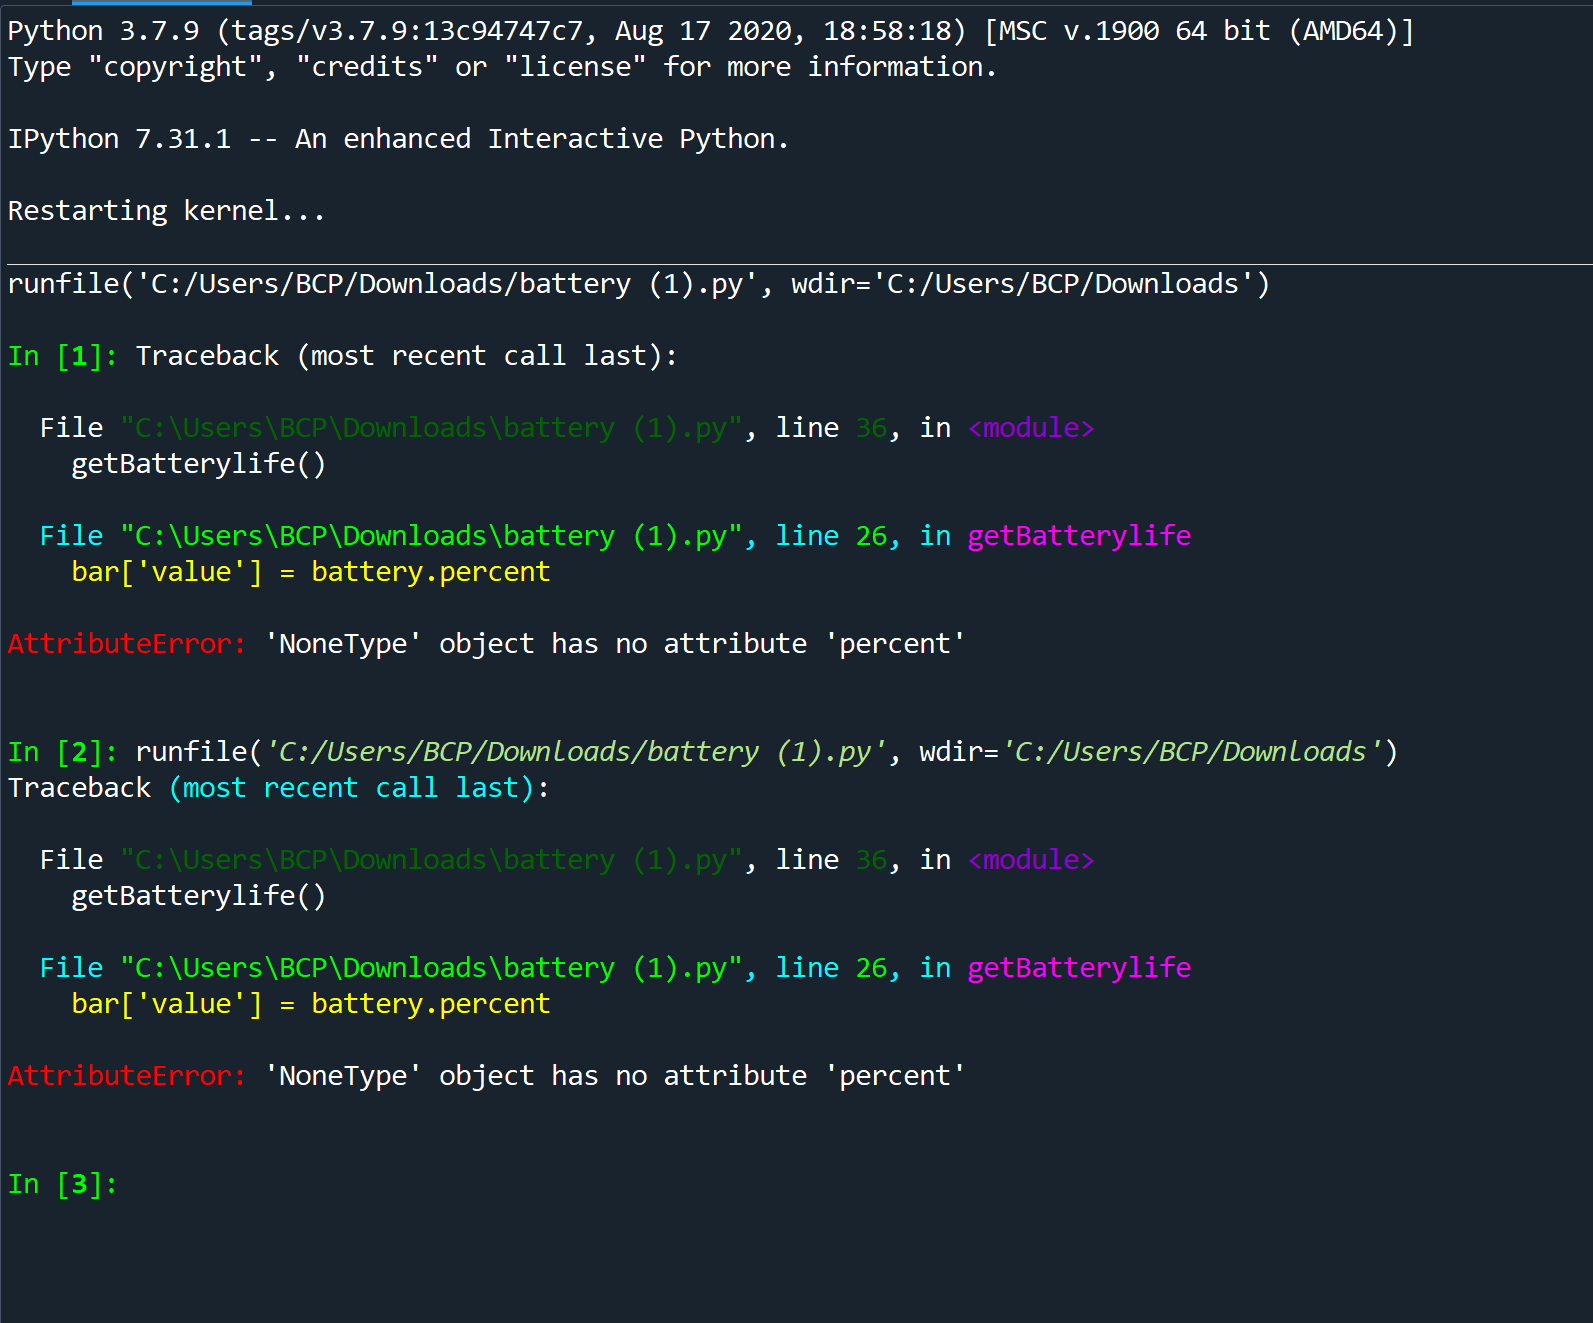 Python 3.7.9 (tags/v3.7.9:13c94747c7, Aug 17 2020, 18:58:18) [MSC v.1900 64 bit (AMD64)]
Type "copyright", "credits" or "license" for more information.
IPython 7.31.1 -- An enhanced Interactive Python.
Restarting kernel...
runfile('C:/Users/BCP/Downloads/battery (1).py', wdir='C:/Users/BCP/Downloads')
In [1]: Traceback (most recent call last):
File "C:\Users\BCP\Downloads\battery (1).py", line 36, in <module>
getBatterylife()
File "C:\Users\BCP\Downloads\battery (1).py", line 26, in getBatterylife
bar['value'] = battery.percent
AttributeError: 'NoneType' object has no attribute 'percent'
In [2]: runfile('C:/Users/BCP/Downloads/battery (1).py', wdir='C:/Users/BCP/Downloads')
Traceback (most recent call last):
File "C:\Users\BCP\Downloads\battery (1).py", line 36, in <module>
getBatterylife()
File "C:\Users\BCP\Downloads\battery (1).py", line 26, in getBatterylife
bar['value'] = battery.percent
AttributeError: 'NoneType' object has no attribute 'percent'
In [3]: